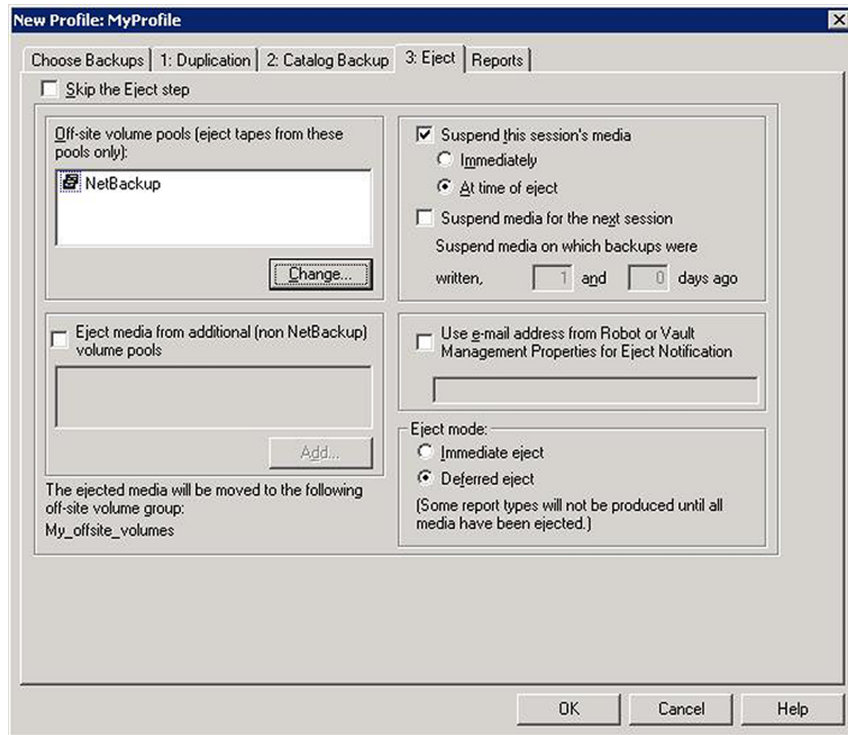 New Profile: MyProfile
Choose Backups
1: Duplication
2: Catalog Backup
3: Eject
Reports
Skip the Eject step
Off-site volume pools (eject tapes from these
pools only):
NetBackup
Change...
Suspend this session's media
Immediately
At time of eject
Suspend media for the next session
Suspend media on which backups were
written, 1 and 0 days ago
Eject media from additional (non NetBackup)
volume pools
Add...
Use e-mail address from Robot or Vault
Management Properties for Eject Notification
Eject mode:
Immediate eject
Deferred eject
(Some report types will not be produced until all
media have been ejected.)
The ejected media will be moved to the following
off-site volume group:
My_offsite_volumes
OK
Cancel
Help